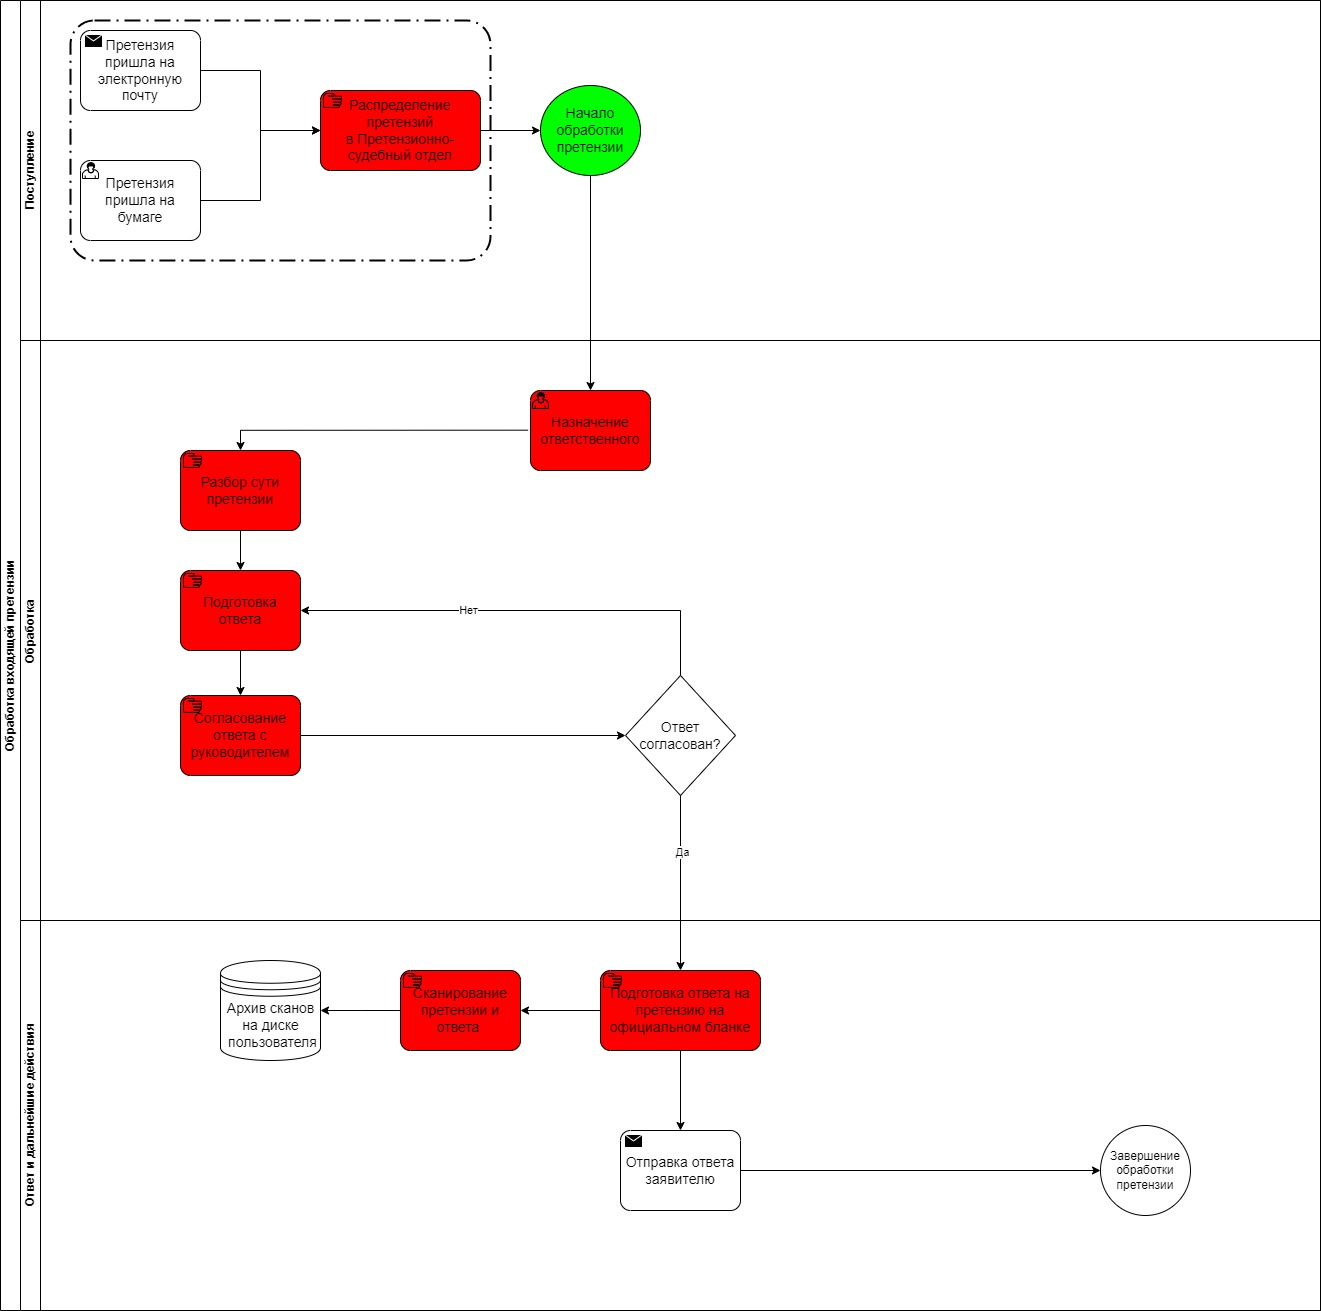 Обработка входящей претензии
Поступление
Претензия
пришла на
электронную
почту
Претензия
пришла на
бумаге
Распределение
претензий
в Претензионно-
судебный отдел
Начало
обработки
претензии
Обработка
Назначение
ответственного
Разбор сути
претензии
Подготовка
ответа
Нет
Согласование
ответа с
руководителем
Ответ
согласован?
Да
Ответ и дальнейшие действия
Архив сканов
на диске
пользователя
Сканирование
претензии и
ответа
Подготовка ответа на
претензию на
официальном бланке
Отправка ответа
заявителю
Завершение
обработки
претензии